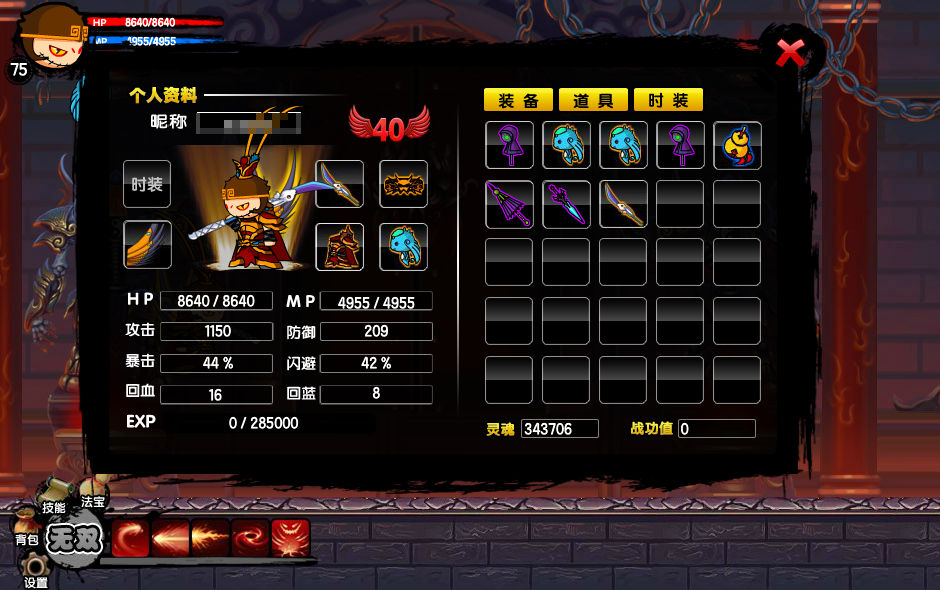 HP 8640/8640
MP 4955/4955
75
个人资料
昵称
40
时装
HP 8640 / 8640 MP 4955 / 4955
攻击 1150 防御 209
暴击 44 % 闪避 42 %
回血 16 回蓝 8
EXP 0 / 285000
装备 道具 时装
灵魂 343706 战功值 0
技能 法宝
背包 无双
设置